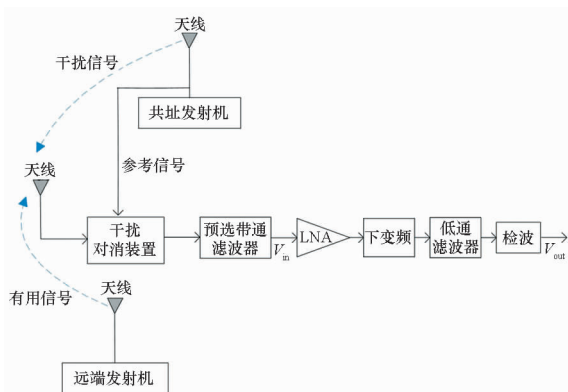 天线
干扰信号
共址发射机
天线
参考信号
干扰
对消装置
预选带通
滤波器
V_in
LNA
下变频
低通
滤波器
检波
V_out
有用信号
天线
远端发射机